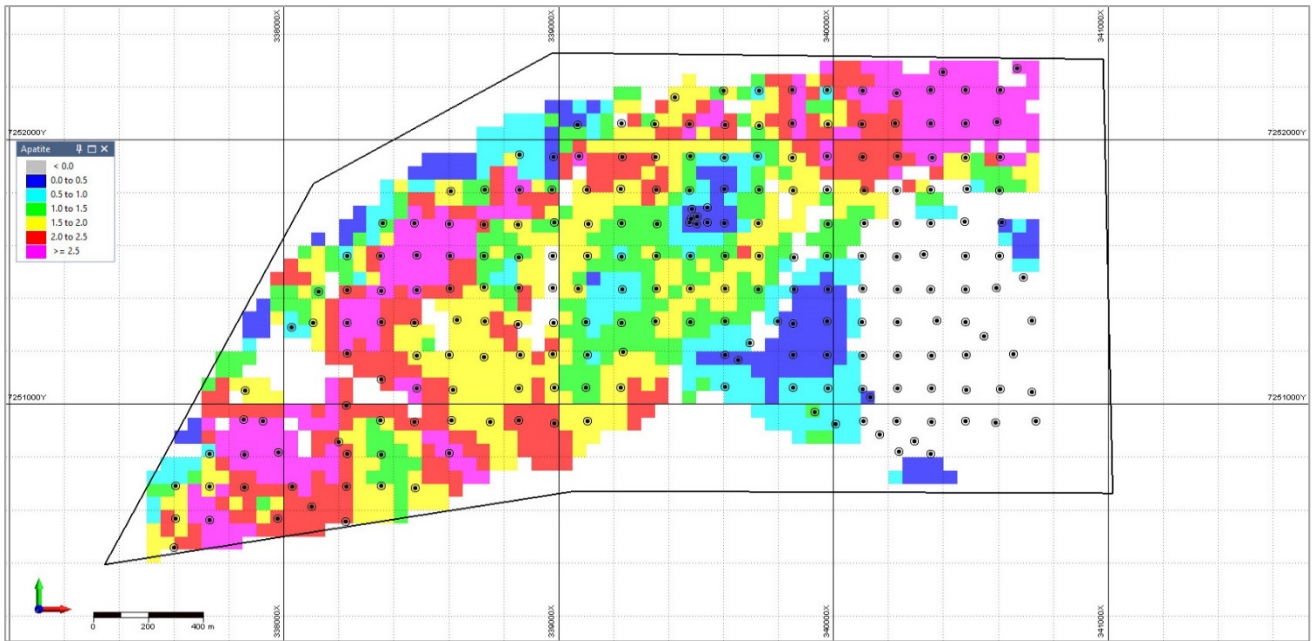 338000X
339000X
340000X
341000X
7252000Y
7252000Y
Apatite
< 0.0
0.0 to 0.5
0.5 to 1.0
1.0 to 1.5
1.5 to 2.0
2.0 to 2.5
>= 2.5
7251000Y
7251000Y
0 200 400 m
338000X
339000X
340000X
341000X